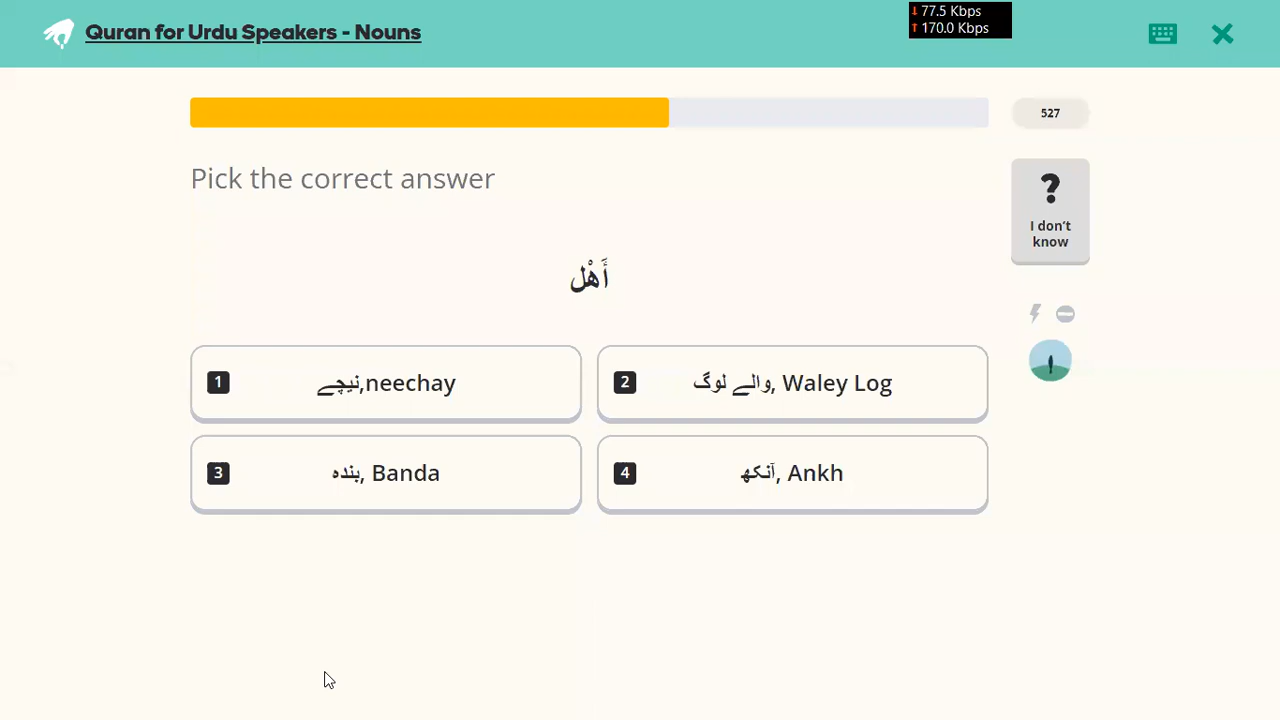 Quran for Urdu Speakers - Nouns
↓ 77.5 Kbps
↑ 170.0 Kbps
527
Pick the correct answer
?
I don't
know
أَهْل
1 نیچے,neechay
2 والے لوگ, Waley Log
3 بندہ, Banda
4 آنکھ, Ankh